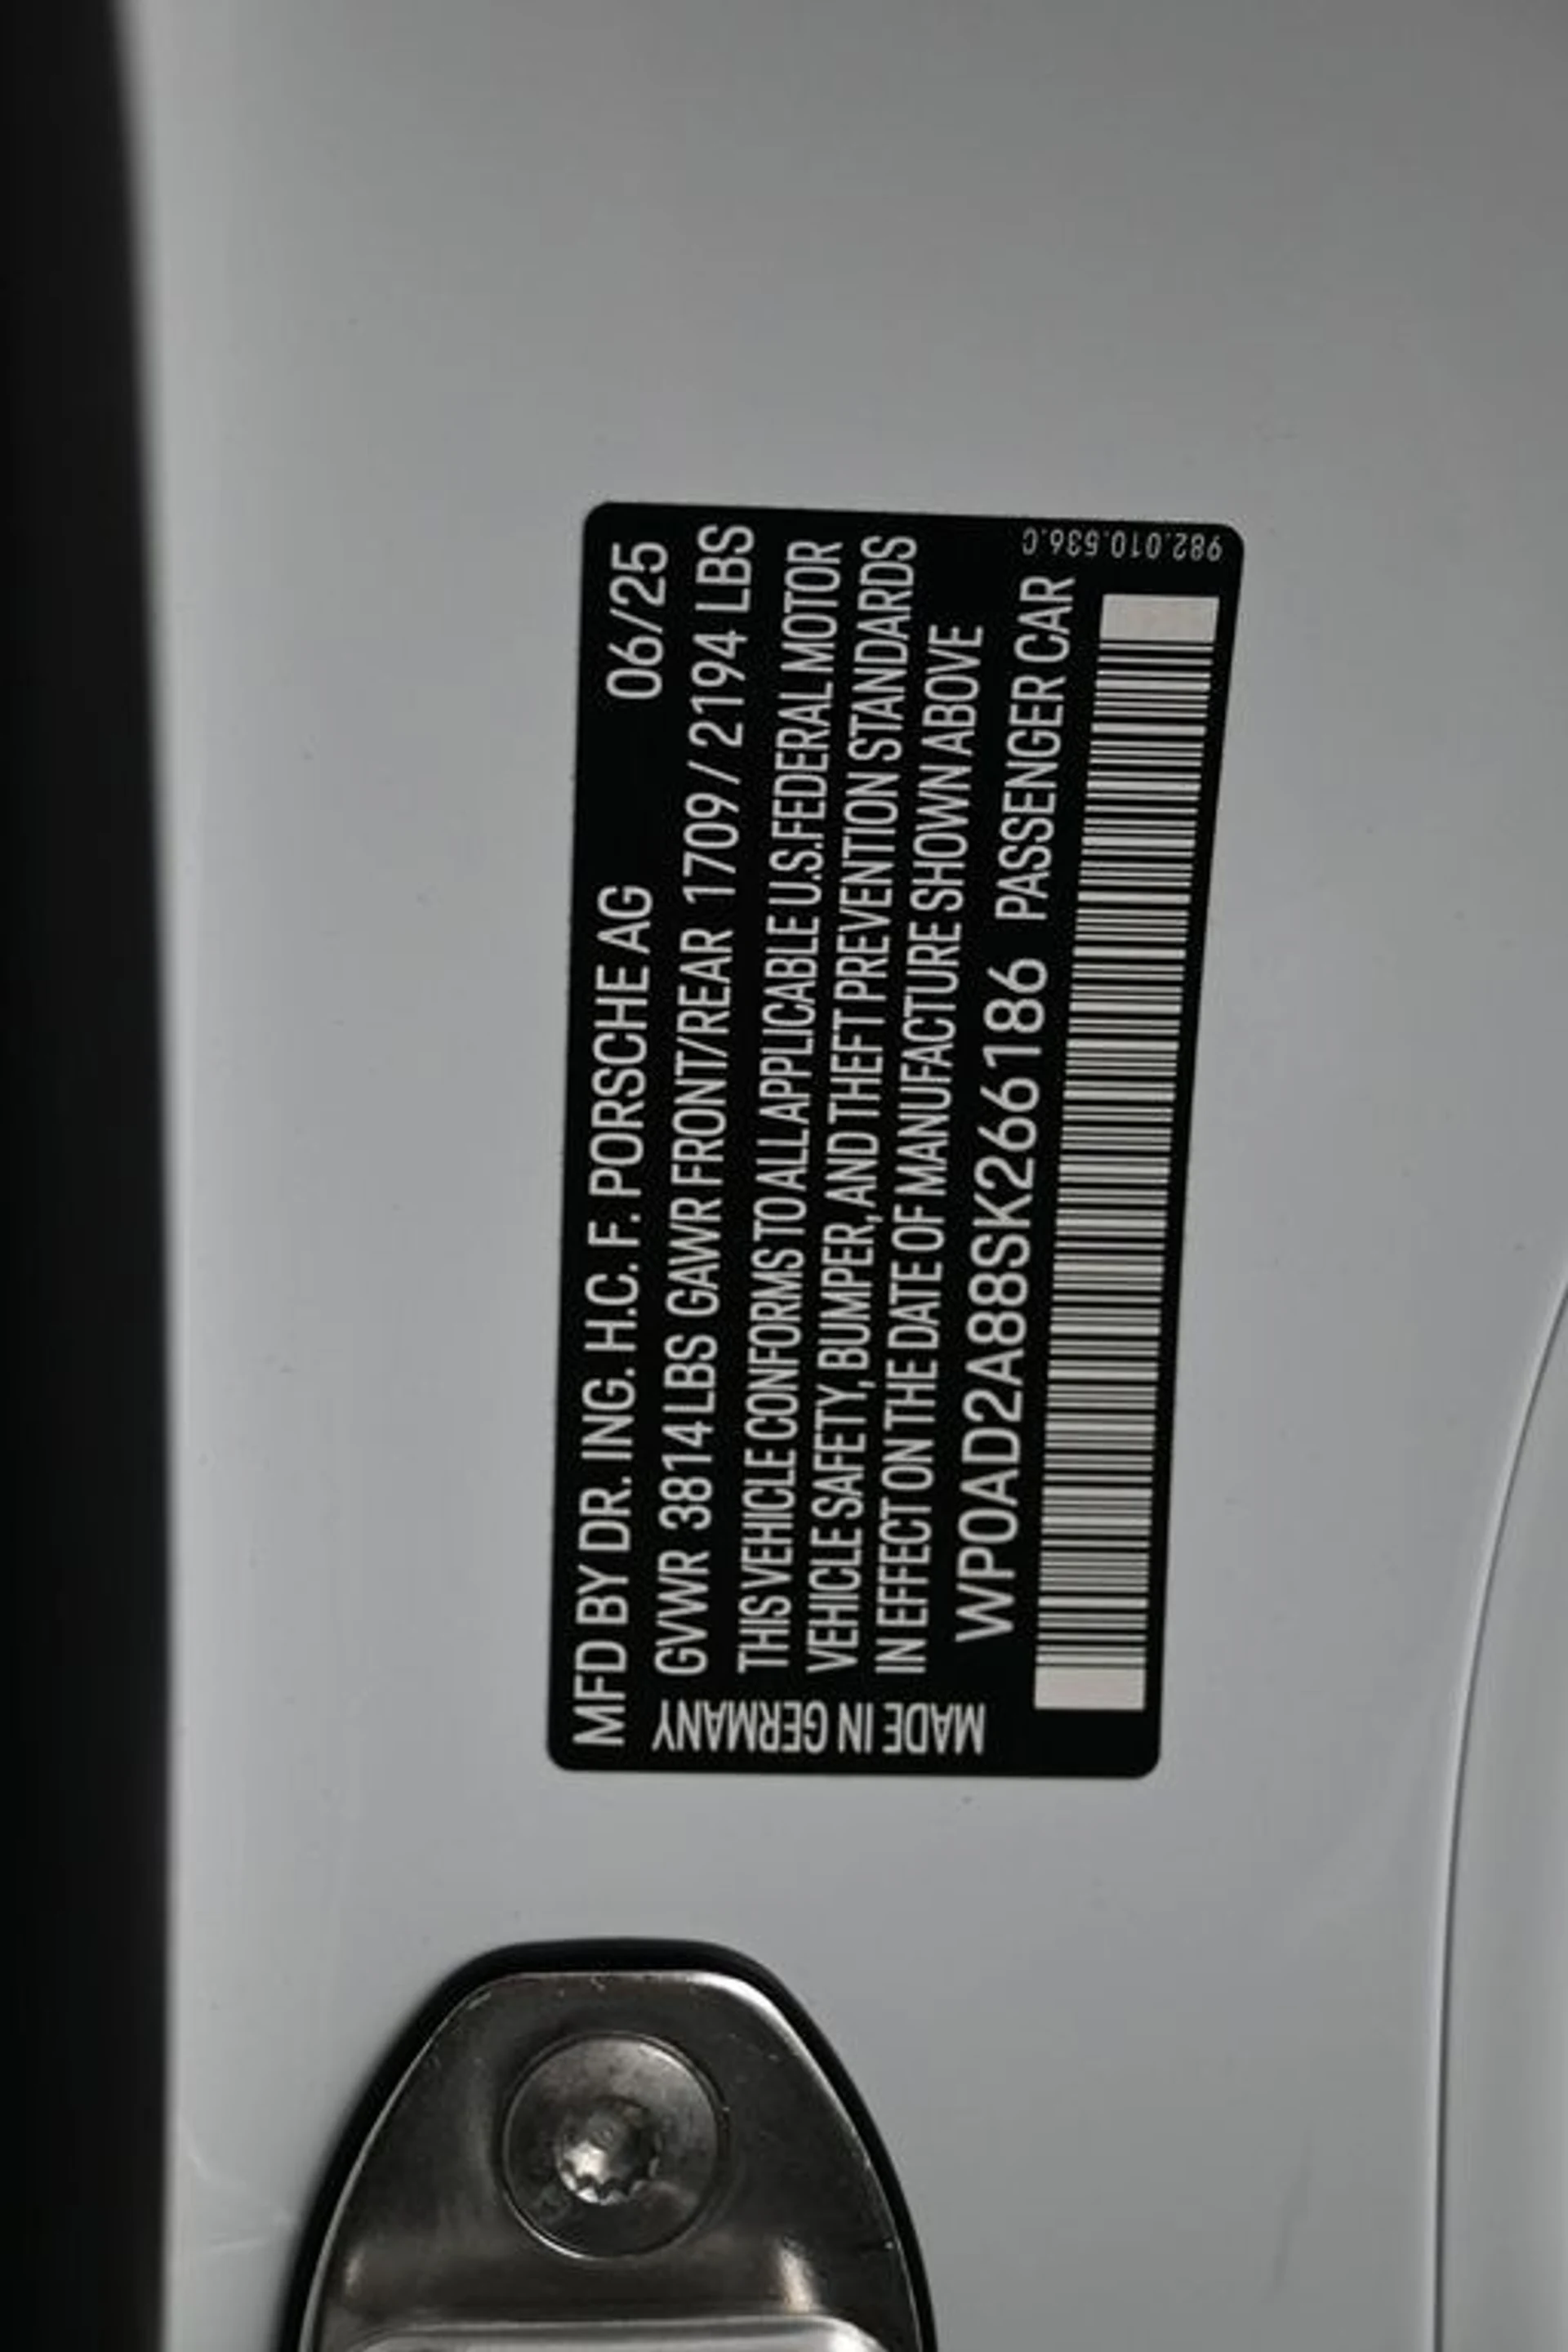 MFD BY DR. ING. H.C. F. PORSCHE AG 06/25
GVWR 3814 LBS GAWR FRONT/REAR 1709 / 2194 LBS
THIS VEHICLE CONFORMS TO ALL APPLICABLE U.S. FEDERAL MOTOR
VEHICLE SAFETY, BUMPER, AND THEFT PREVENTION STANDARDS
IN EFFECT ON THE DATE OF MANUFACTURE SHOWN ABOVE
WP0AD2A88SK266186 PASSENGER CAR
MADE IN GERMANY
982.010.536.C